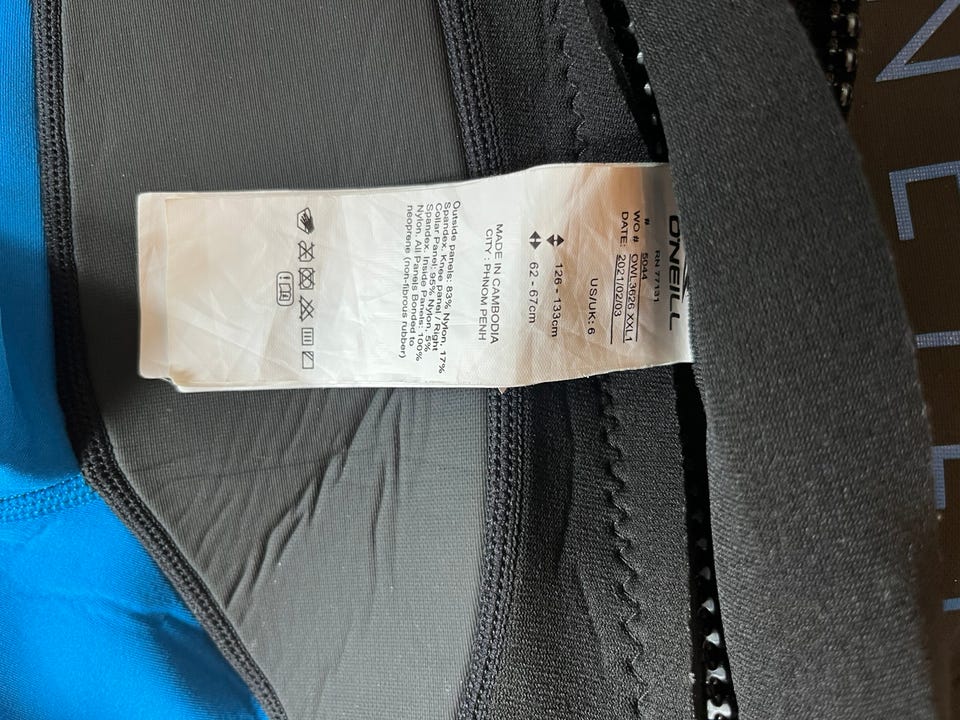 O'NEILL
RN 77131
# 5044
WO #: OWL3626 XXL1
DATE: 2021/02/03
US/UK: 6
126 - 133cm
62 - 67cm
MADE IN CAMBODIA
CITY : PHNOM PENH
Outside panels: 83% Nylon, 17%
Spandex, Knee panel / Right
Collar Panel: 95% Nylon, 5%
Spandex. Inside Panels: 100%
Nylon. All Panels Bonded to
neoprene (non-fibrous rubber)
NEILL